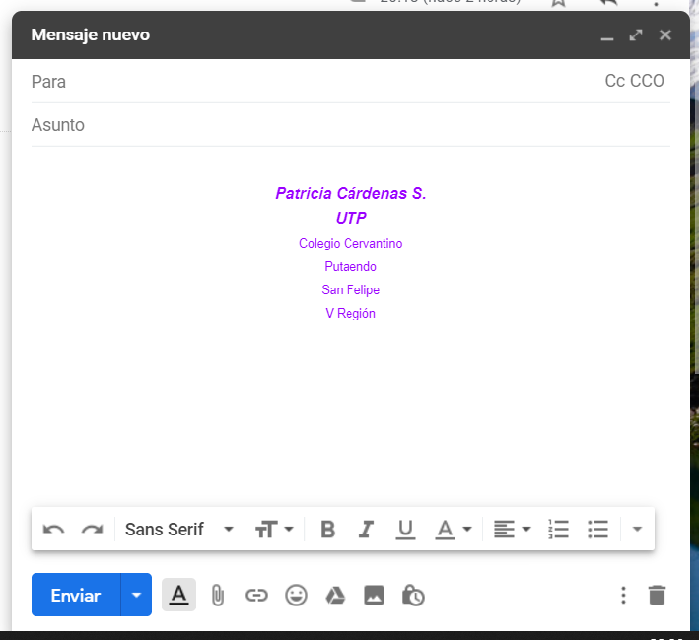 Mensaje nuevo
Para
Cc CCO
Asunto
Patricia Cárdenas S.
UTP
Colegio Cervantino
Putaendo
San Felipe
V Región
Sans Serif
Enviar